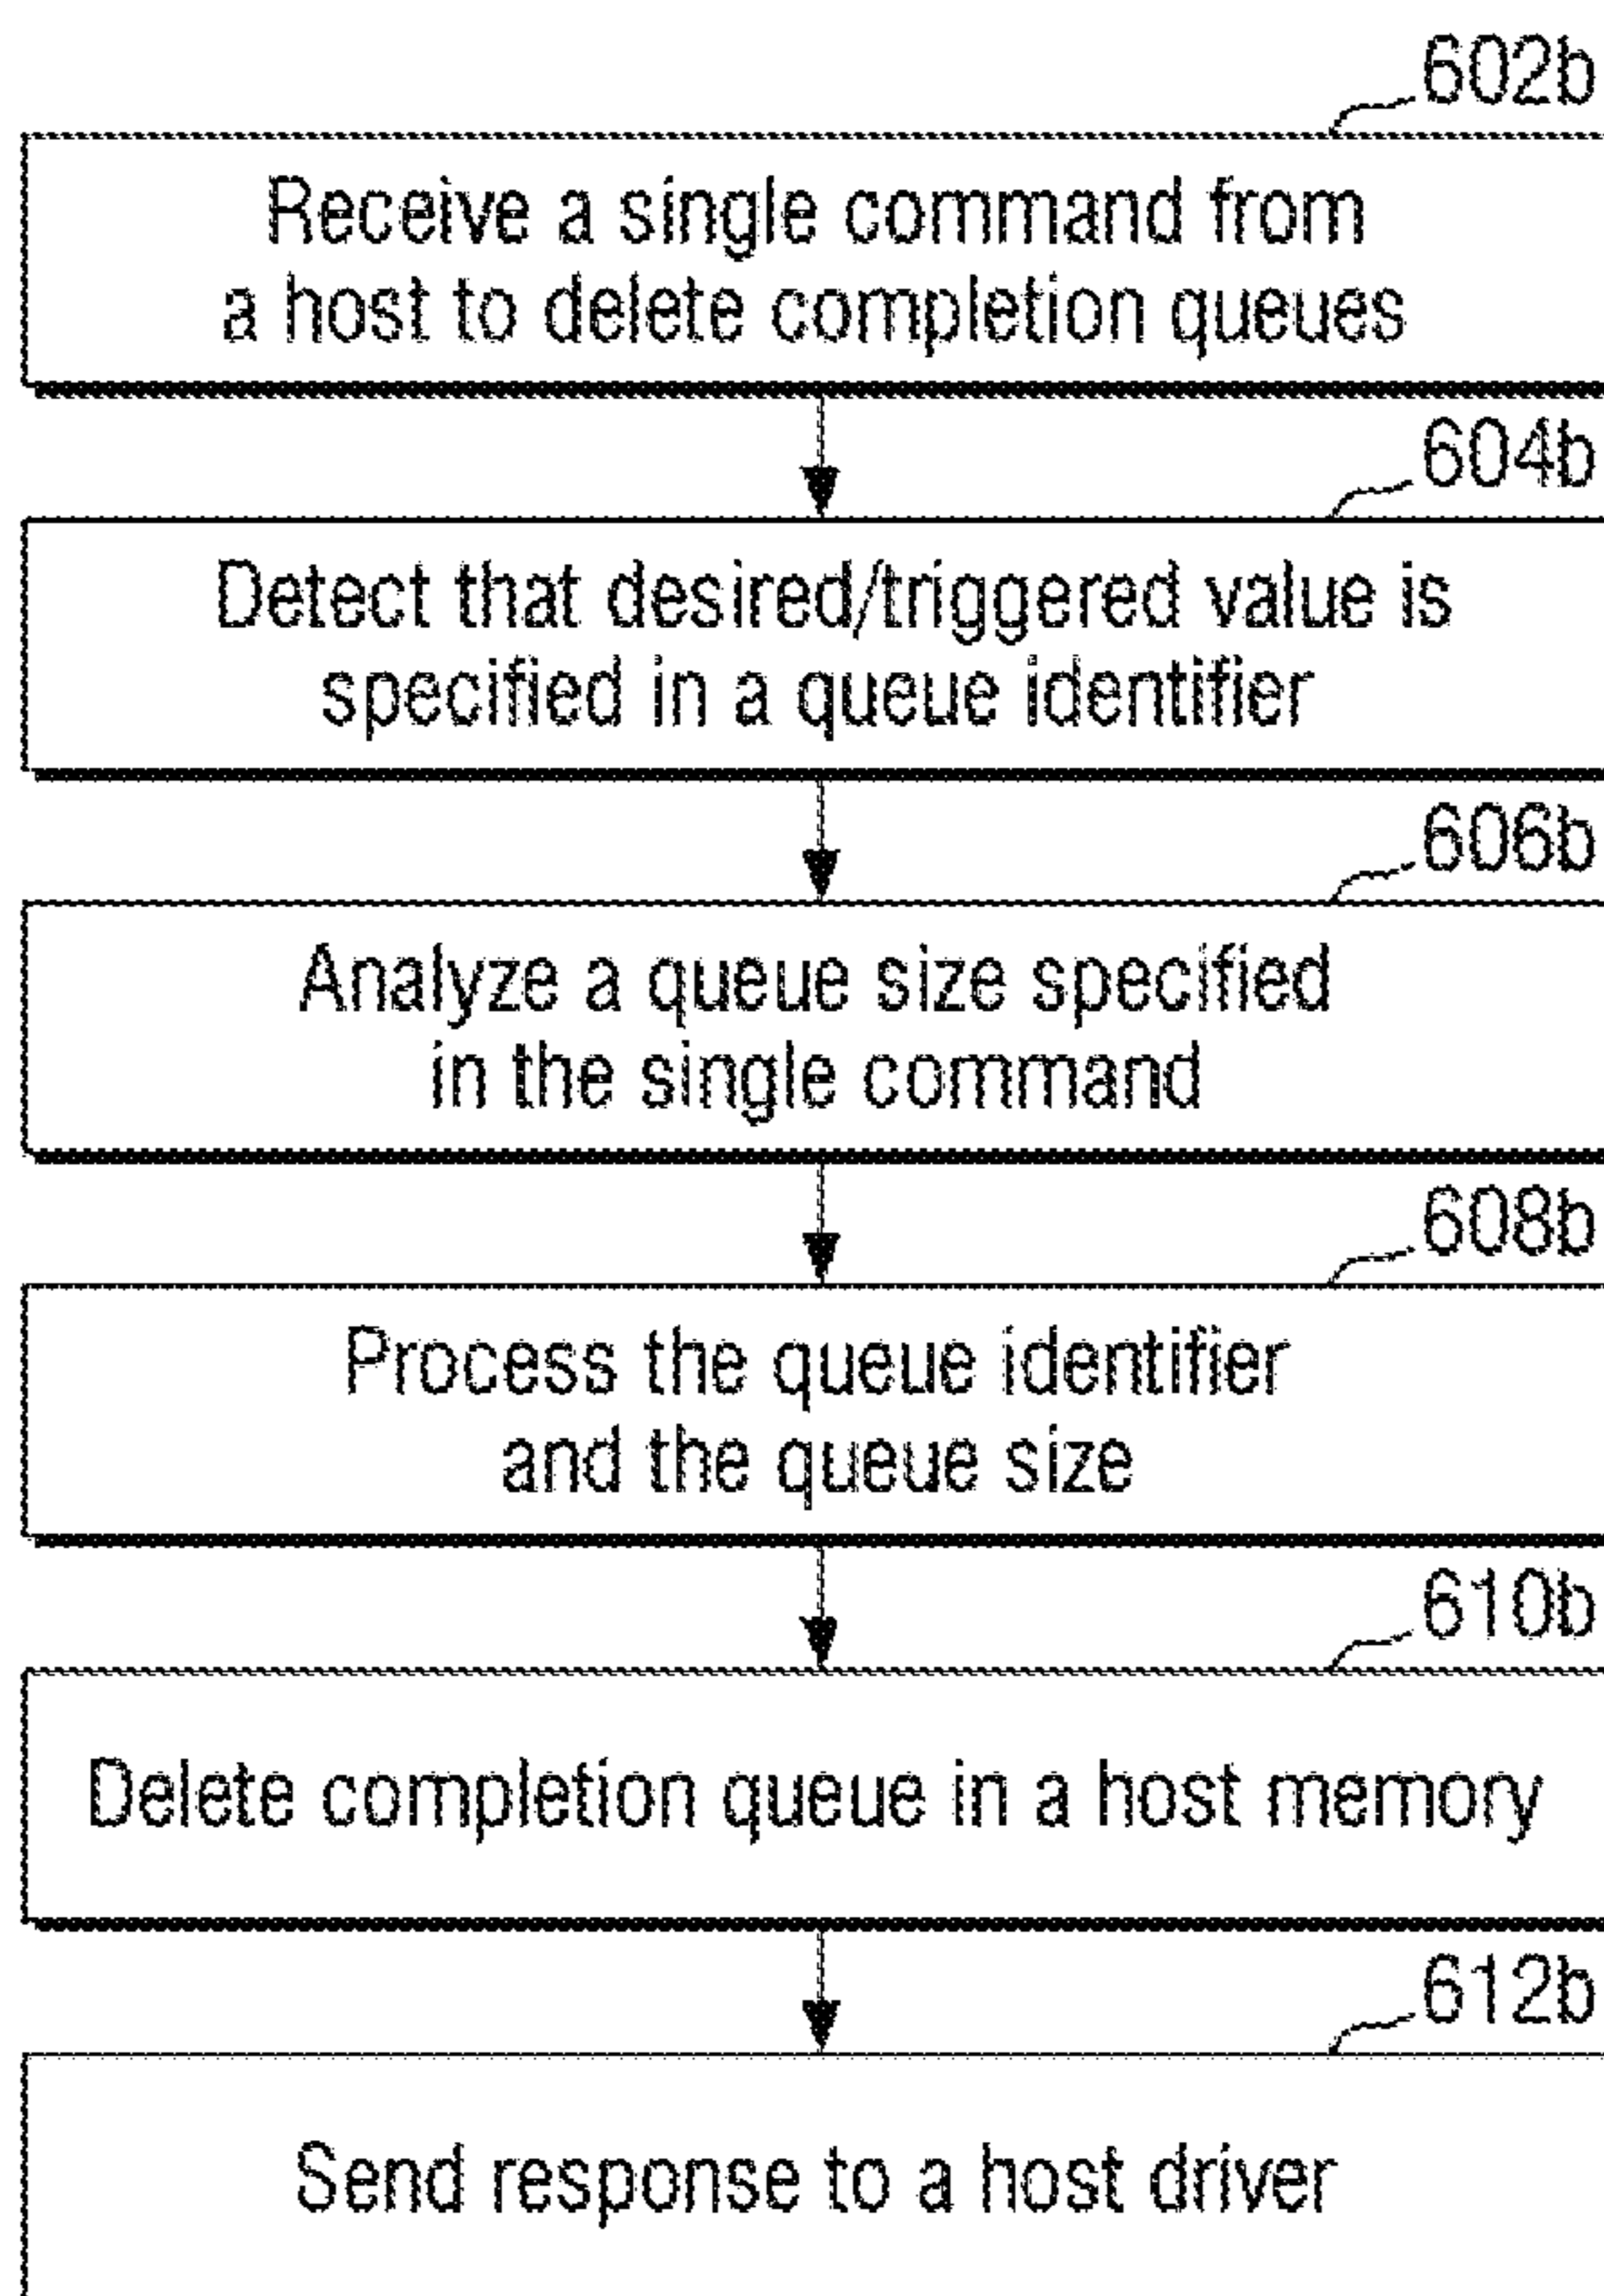 602b
Receive a single command from
a host to delete completion queues
604b
Detect that desired/triggered value is
specified in a queue identifier
606b
Analyze a queue size specified
in the single command
608b
Process the queue identifier
and the queue size
610b
Delete completion queue in a host memory
612b
Send response to a host driver